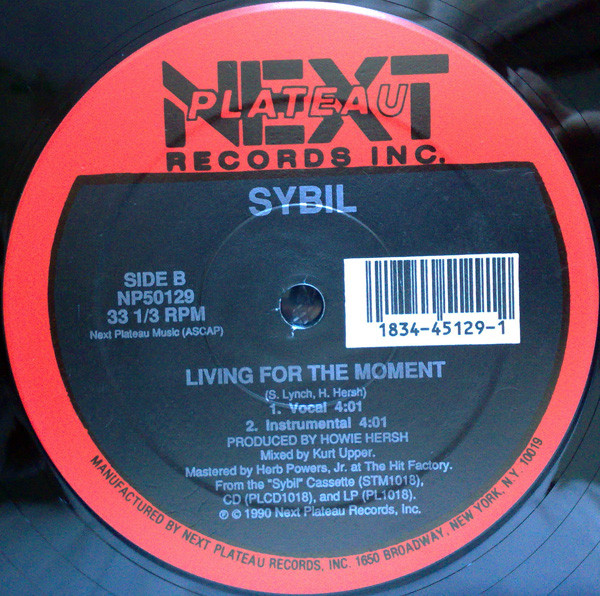 NEXT
PLATEAU
RECORDS INC.
SYBIL
SIDE B
NP50129
33 1/3 RPM
Next Plateau Music (ASCAP)
1834-45129-1
LIVING FOR THE MOMENT
(S. Lynch, H. Hersh)
1. Vocal 4:01
2. Instrumental 4:01
PRODUCED BY HOWIE HERSH
Mixed by Kurt Upper.
Mastered by Herb Powers, Jr. at The Hit Factory.
From the "Sybil" Cassette (STM1018),
CD (PLCD1018), and LP (PL1018).
℗ © 1990 Next Plateau Records, Inc.
MANUFACTURED BY NEXT PLATEAU RECORDS, INC. 1650 BROADWAY, NEW YORK, N.Y. 10019